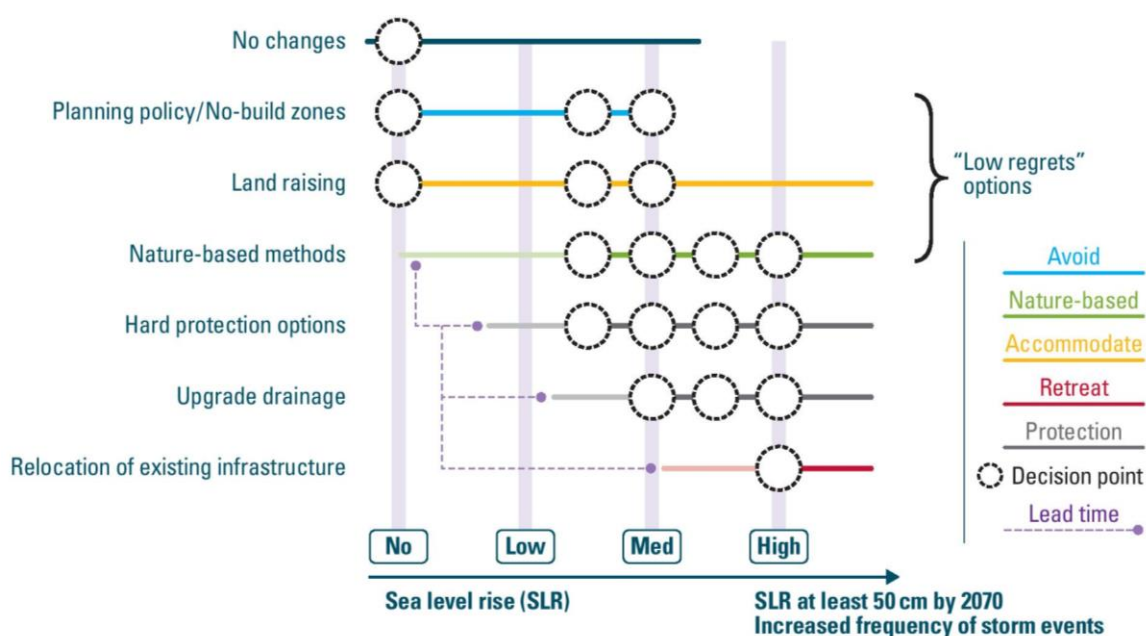 No changes
Planning policy/No-build zones
Land raising
Nature-based methods
Hard protection options
Upgrade drainage
Relocation of existing infrastructure
"Low regrets"
options
Avoid
Nature-based
Accommodate
Retreat
Protection
Decision point
Lead time
No Low Med High
Sea level rise (SLR)
SLR at least 50 cm by 2070
Increased frequency of storm events